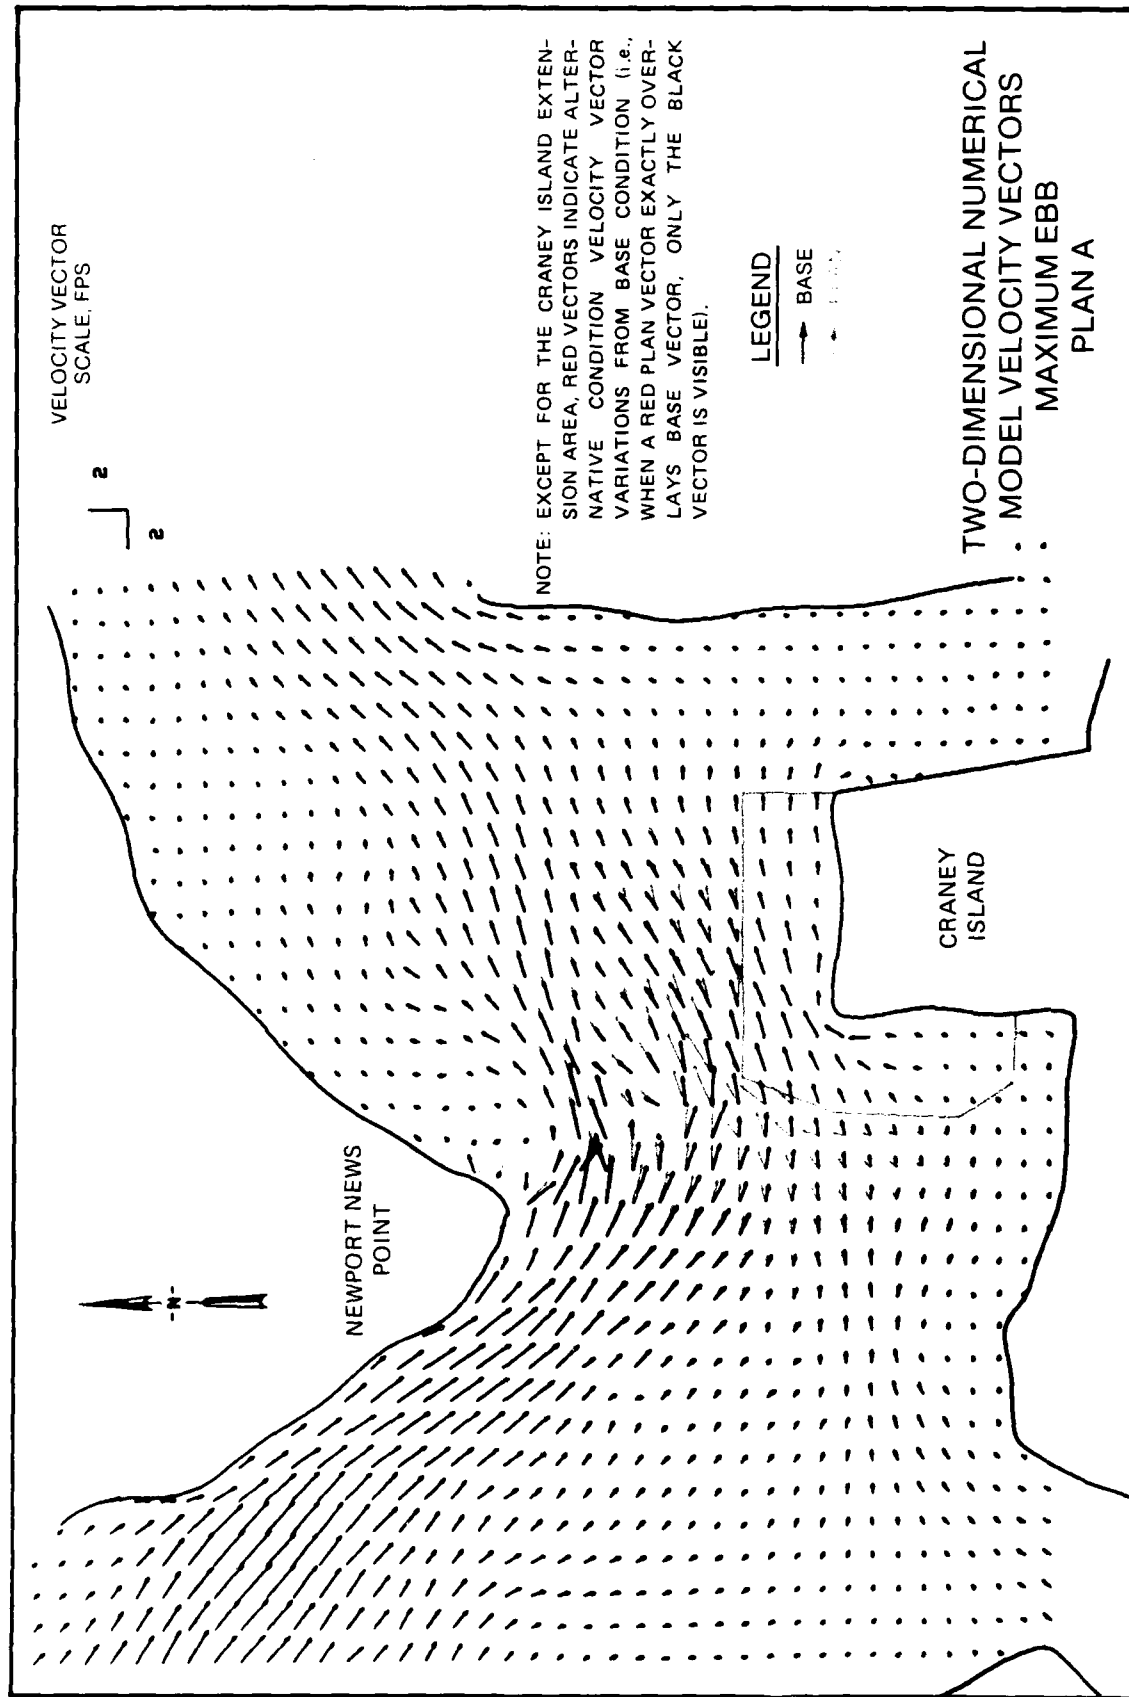 VELOCITY VECTOR
SCALE, FPS
2
2
NOTE: EXCEPT FOR THE CRANEY ISLAND EXTEN-
SION AREA, RED VECTORS INDICATE ALTER-
NATIVE CONDITION VELOCITY VECTOR
VARIATIONS FROM BASE CONDITION (i.e.,
WHEN A RED PLAN VECTOR EXACTLY OVER-
LAYS BASE VECTOR, ONLY THE BLACK
VECTOR IS VISIBLE).
LEGEND
BASE
NEWPORT NEWS
POINT
-N-
CRANEY
ISLAND
TWO-DIMENSIONAL NUMERICAL
MODEL VELOCITY VECTORS
MAXIMUM EBB
PLAN A